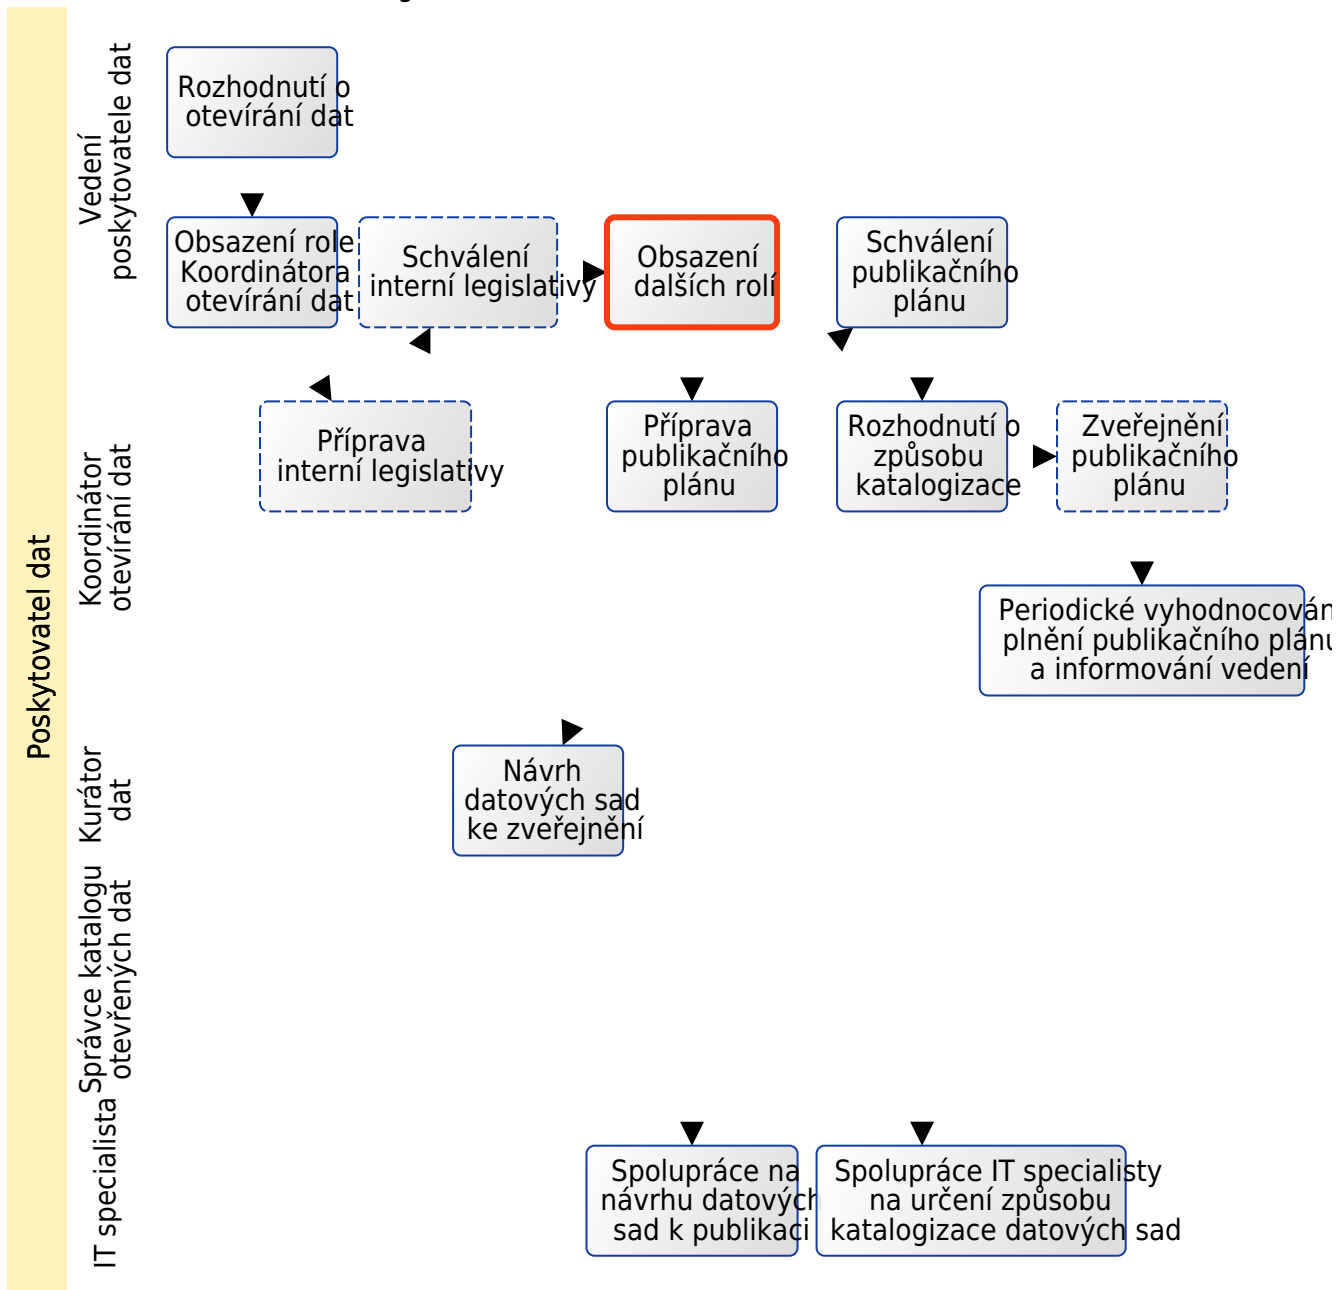 Poskytovatel dat
Vedení
poskytovatele dat
Rozhodnutí o
otevírání dat
Obsazení role
Koordinátora
otevírání dat
Schválení
interní legislativy
Obsazení
dalších rolí
Schválení
publikačního
plánu
Koordinátor
otevírání dat
Příprava
interní legislativy
Příprava
publikačního
plánu
Rozhodnutí o
způsobu
katalogizace
Zveřejnění
publikačního
plánu
Periodické vyhodnocován
plnění publikačního plánu
a informování vedení
Kurátor
dat
Návrh
datových sad
ke zveřejnění
Správce katalogu
otevřených dat
IT specialista
Spolupráce na
návrhu datových
sad k publikaci
Spolupráce IT specialisty
na určení způsobu
katalogizace datových sad